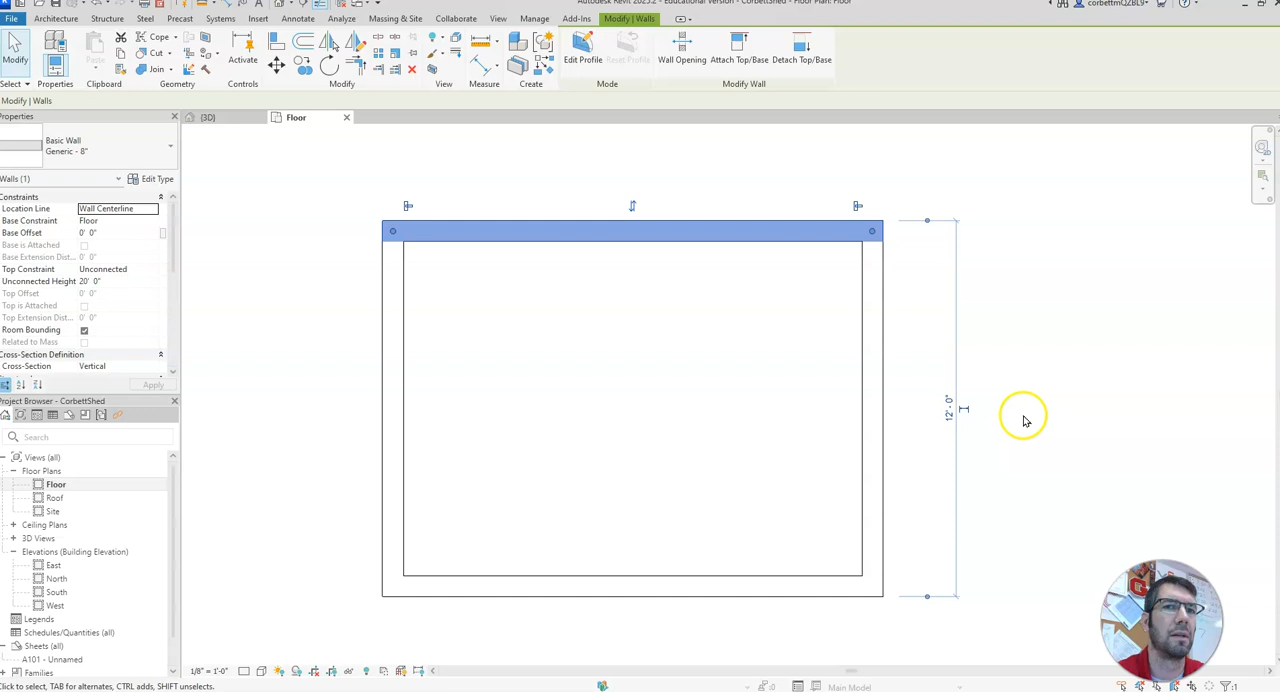 Autodesk Revit 2025.2 - Educational Version - CorbettShed - Floor Plan: Floor
corbettmQZBL9
File Architecture Structure Steel Precast Systems Insert Annotate Analyze Massing & Site Collaborate View Manage Add-Ins Modify | Walls
Cope
Cut
Join
Modify Paste Activate Edit Profile Reset Profile Wall Opening Attach Top/Base Detach Top/Base
Select Properties Clipboard Geometry Controls Modify View Measure Create Mode Modify Wall
Modify | Walls
Properties
{3D} Floor
Basic Wall
Generic - 8"
Walls (1) Edit Type
Constraints
Location Line Wall Centerline
Base Constraint Floor
Base Offset 0' 0"
Base is Attached
Base Extension Dist...
Top Constraint Unconnected
Unconnected Height 20' 0"
Top Offset 0' 0"
Top is Attached
Top Extension Dist... 0' 0"
Room Bounding
Related to Mass
Cross-Section Definition
Cross-Section Vertical
Apply
Project Browser - CorbettShed
Search
Views (all)
Floor Plans
Floor
Roof
Site
Ceiling Plans
3D Views
Elevations (Building Elevation)
East
North
South
West
Legends
Schedules/Quantities (all)
Sheets (all)
A101 - Unnamed
Families
12' - 0"
1/8" = 1'-0"
Click to select, TAB for alternates, CTRL adds, SHIFT unselects.
:0
Main Model
:1